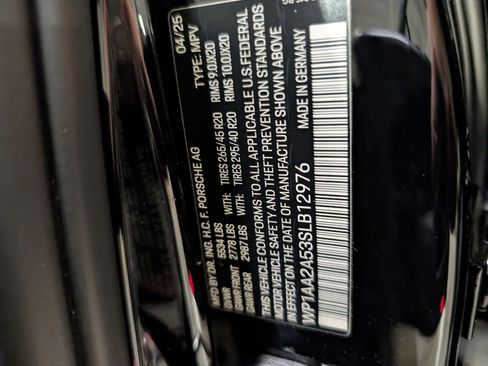 MFD BY DR. ING. H.C. F. PORSCHE AG 04/25
GVWR 5534 LBS TYPE: MPV
GAWR FRONT 2778 LBS WITH TIRES 265/45 R20 RIMS 9.0JX20
GAWR REAR 2987 LBS WITH TIRES 295/40 R20 RIMS 10.0JX20
THIS VEHICLE CONFORMS TO ALL APPLICABLE U.S. FEDERAL
MOTOR VEHICLE SAFETY AND THEFT PREVENTION STANDARDS
IN EFFECT ON THE DATE OF MANUFACTURE SHOWN ABOVE
WP1AA2A53SLB12976 MADE IN GERMANY